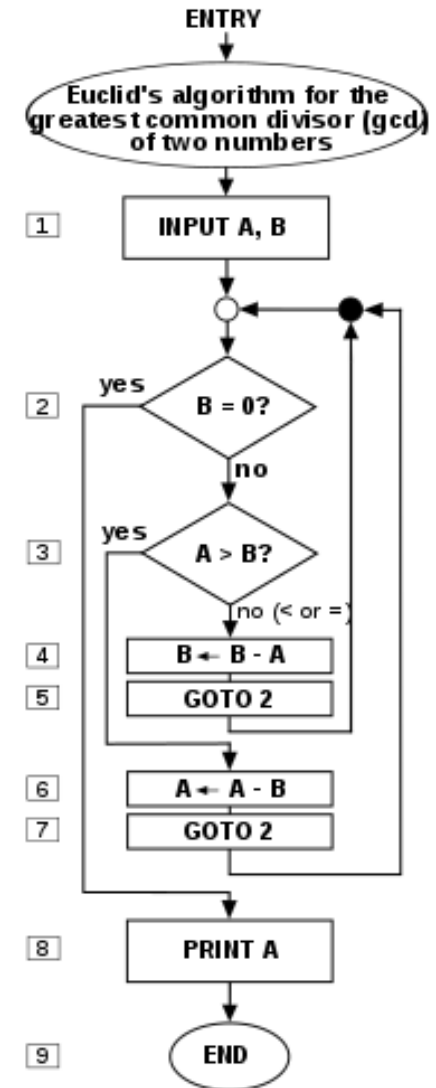 ENTRY
Euclid's algorithm for the
greatest common divisor (gcd)
of two numbers
1
INPUT A, B
yes
2
B = 0?
no
yes
3
A > B?
no (< or =)
4
B ← B - A
5
GOTO 2
6
A ← A - B
7
GOTO 2
8
PRINT A
9
END